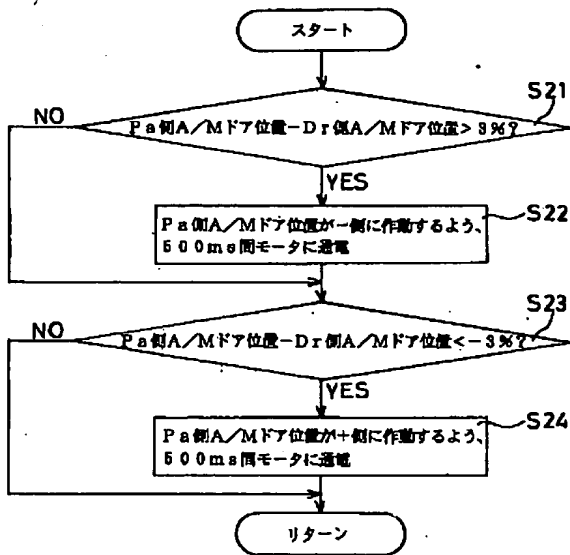 スタート
S21
NO
Pa側A/Mドア位置-Dr側A/Mドア位置>3%?
YES
S22
Pa側A/Mドア位置が-側に作動するよう、
500ms間モータに通電
S23
NO
Pa側A/Mドア位置-Dr側A/Mドア位置<-3%?
YES
S24
Pa側A/Mドア位置が+側に作動するよう、
500ms間モータに通電
リターン